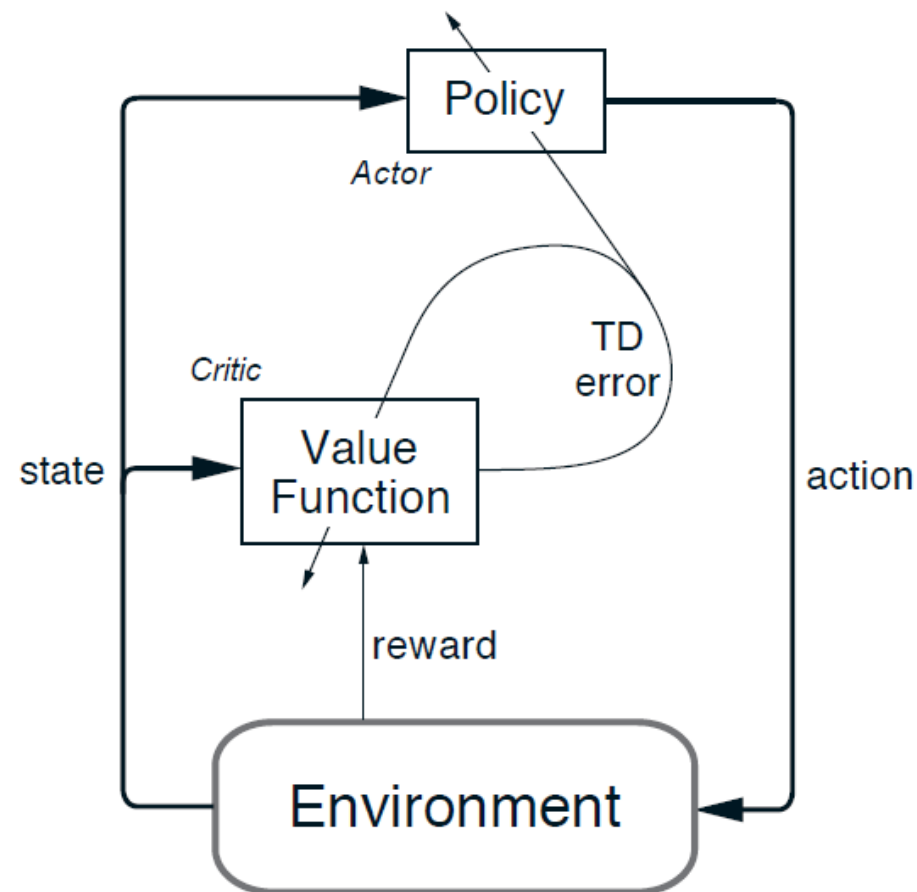 Policy
Actor
TD
error
Critic
Value
Function
state
action
reward
Environment